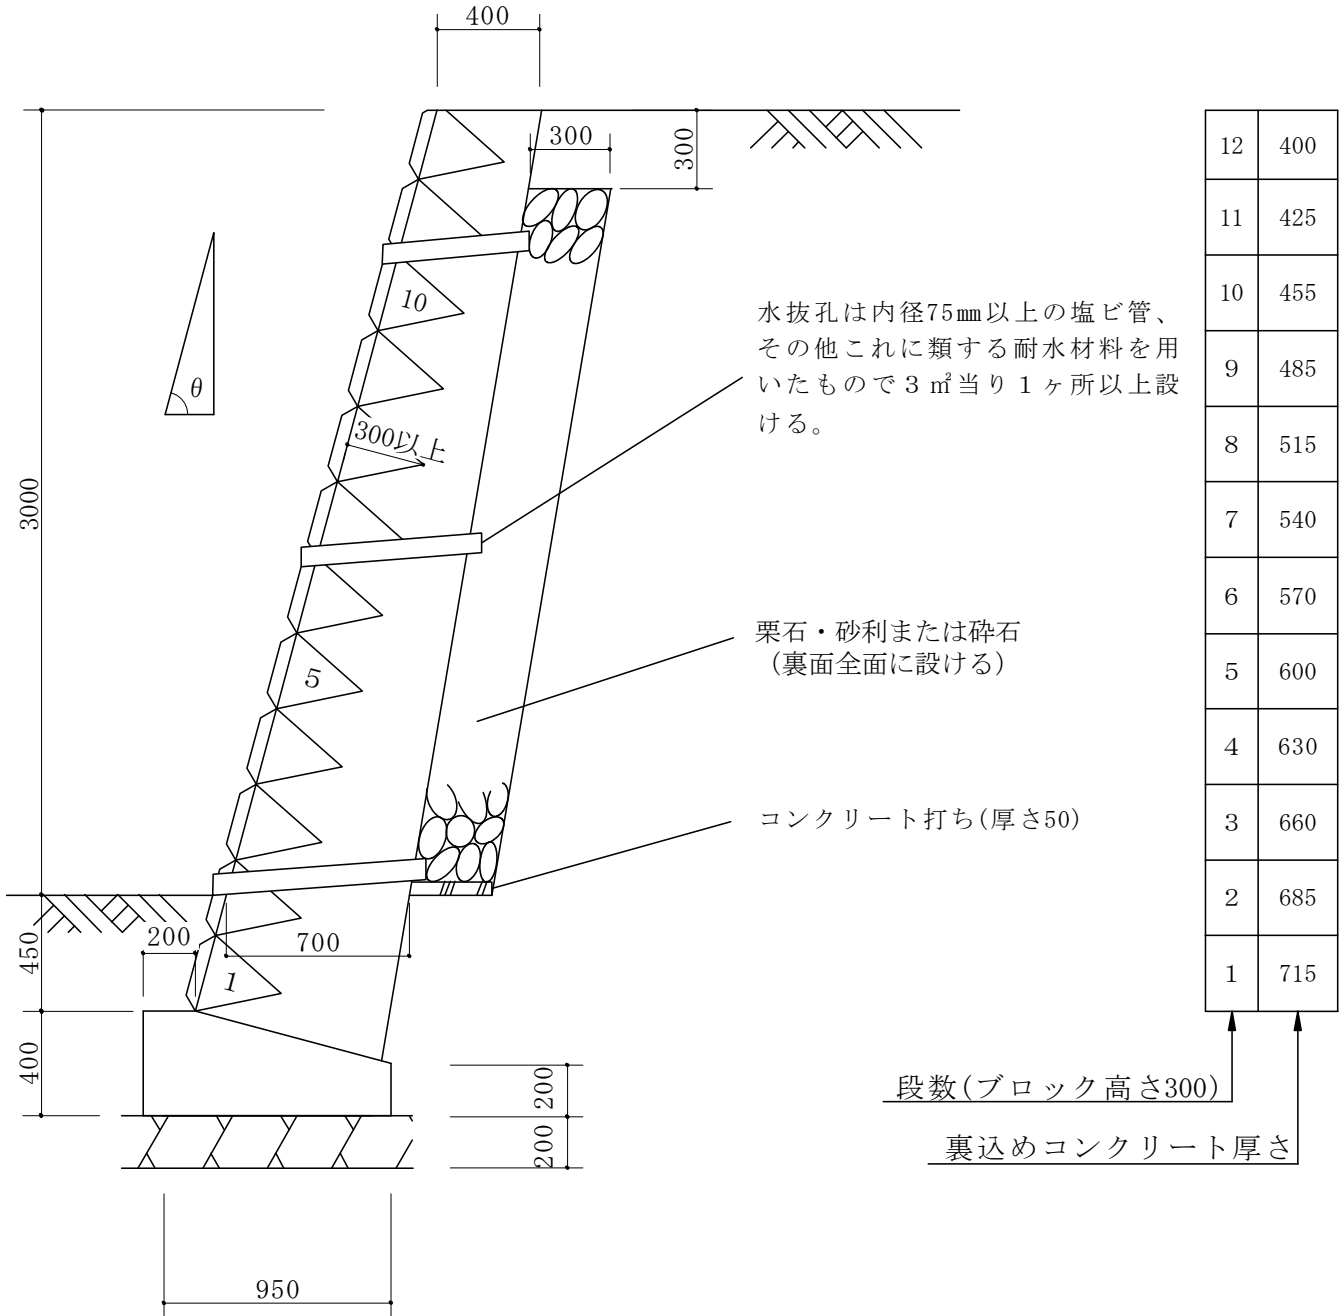 400
300
300
3000
θ
10
300以上
5
1
水抜孔は内径75㎜以上の塩ビ管、
その他これに類する耐水材料を用
いたもので３㎡当り１ヶ所以上設
ける。
栗石・砂利または砕石
(裏面全面に設ける)
コンクリート打ち(厚さ50)
450
200
700
400
200
200
950
12 400
11 425
10 455
9 485
8 515
7 540
6 570
5 600
4 630
3 660
2 685
1 715
段数(ブロック高さ300)
裏込めコンクリート厚さ